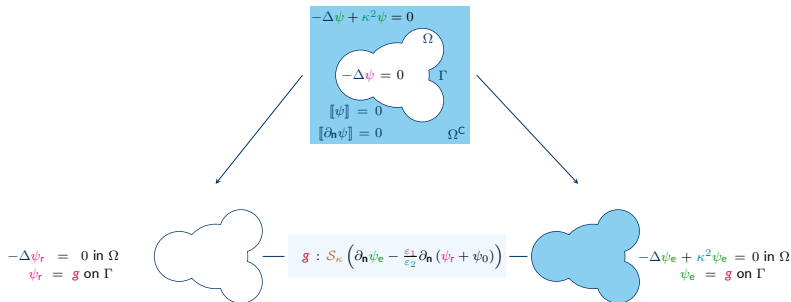 −Δψ + κ²ψ = 0
Ω
−Δψ = 0
Γ
⟦ψ⟧ = 0
⟦∂ₙψ⟧ = 0
Ωᶜ
−Δψᵣ = 0 in Ω
ψᵣ = g on Γ
g : 𝒮_κ (∂ₙψₑ − ε₁/ε₂ ∂ₙ (ψᵣ + ψ₀))
−Δψₑ + κ²ψₑ = 0 in Ω
ψₑ = g on Γ